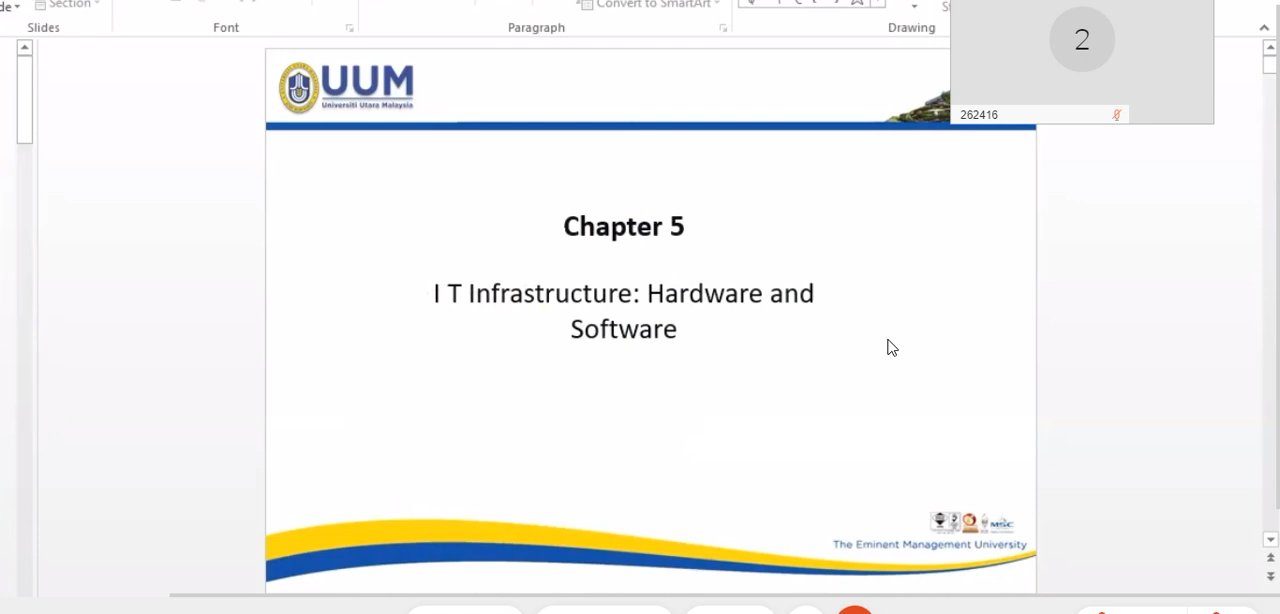 Section
Convert to SmartArt
Slides
Font
Paragraph
Drawing
2
262416
UUM
Universiti Utara Malaysia
Chapter 5
I T Infrastructure: Hardware and
Software
MSC
The Eminent Management University